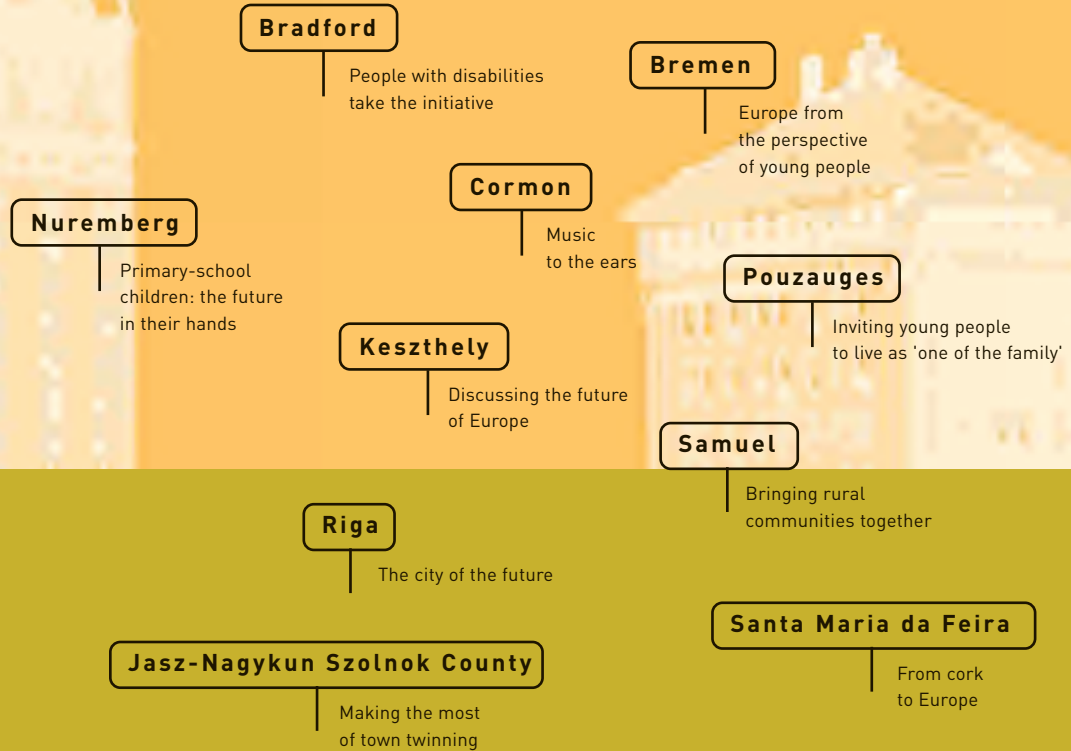 Bradford
People with disabilities
take the initiative
Bremen
Europe from
the perspective
of young people
Cormon
Music
to the ears
Nuremberg
Primary-school
children: the future
in their hands
Pouzauges
Inviting young people
to live as 'one of the family'
Keszthely
Discussing the future
of Europe
Samuel
Bringing rural
communities together
Riga
The city of the future
Santa Maria da Feira
From cork
to Europe
Jasz-Nagykun Szolnok County
Making the most
of town twinning